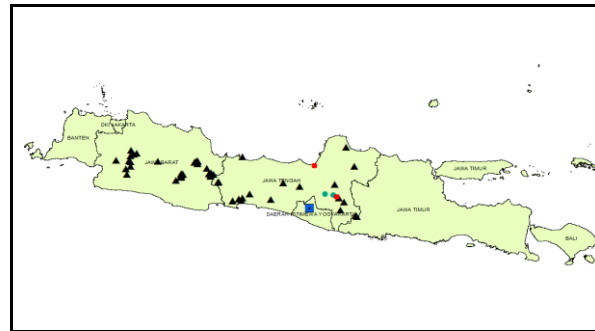 DKI JAKARTA
BANTEN
JAWA BARAT
JAWA TENGAH
JAWA TIMUR
DAERAH ISTIMEWA YOGYAKARTA
JAWA TIMUR
BALI